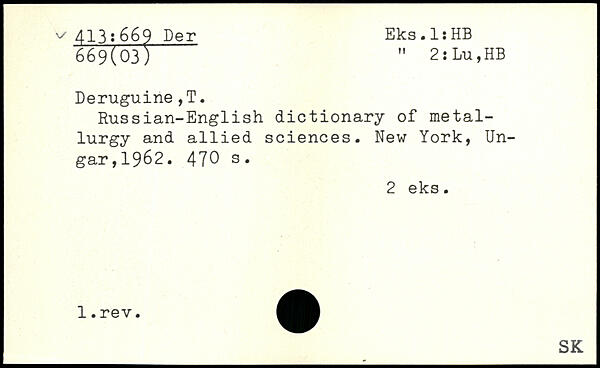 413:669 Der Eks.1:HB
669(03) " 2:Lu,HB
Deruguine,T.
Russian-English dictionary of metal-
lurgy and allied sciences. New York, Un-
gar,1962. 470 s.
2 eks.
1.rev.
SK